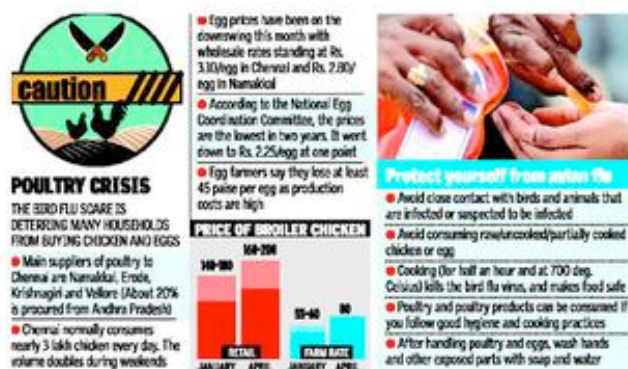 caution
POULTRY CRISIS
THE BIRD FLU SCARE IS
DETERRING MANY HOUSEHOLDS
FROM BUYING CHICKEN AND EGGS
Main suppliers of poultry to
Chennai are Namakkal, Erode,
Krishnagiri and Vellore (About 20%
is procured from Andhra Pradesh)
Chennai normally consumes
nearly 3 lakh chicken every day. The
volume doubles during weekends
Egg prices have been on the
downswing this month with
wholesale rates standing at Rs.
3.10/egg in Chennai and Rs. 2.80/
egg in Namakkal
According to the National Egg
Coordination Committee, the prices
are the lowest in two years. It went
down to Rs. 2.25/egg at one point
Egg farmers say they lose at least
45 paise per egg as production
costs are high
PRICE OF BROILER CHICKEN
140-180
160-200
55-60
80
RETAIL
FARM RATE
JANUARY APRIL
JANUARY APRIL
Protect yourself from avian flu
Avoid close contact with birds and animals that
are infected or suspected to be infected
Avoid consuming raw/uncooked/partially cooked
chicken or egg
Cooking (for half an hour and at 700 deg.
Celsius) kills the bird flu virus, and makes food safe
Poultry and poultry products can be consumed if
you follow good hygiene and cooking practices
After handling poultry and eggs, wash hands
and other exposed parts with soap and water